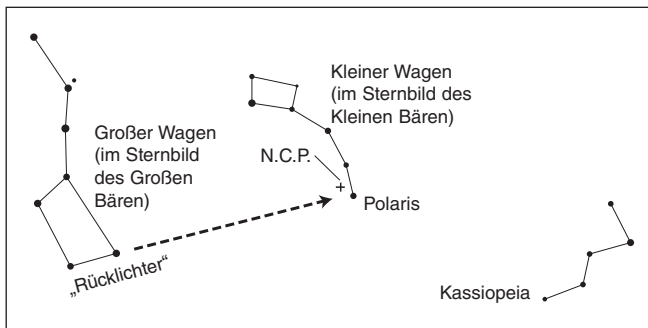 Kleiner Wagen
(im Sternbild des
Kleinen Bären)
Großer Wagen
(im Sternbild
des Großen
Bären)
N.C.P.
Polaris
„Rücklichter“
Kassiopeia